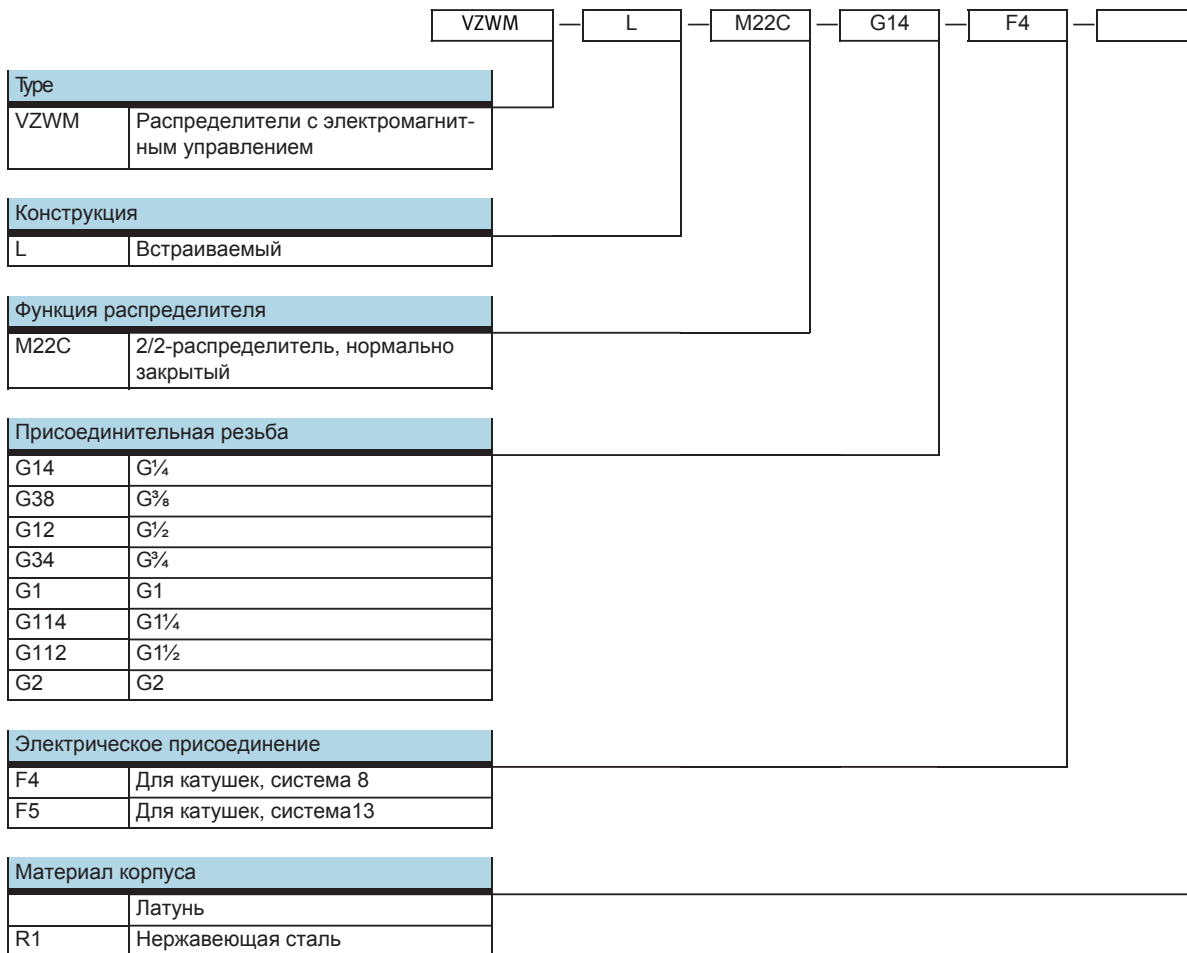 VZWM — L — M22C — G14 — F4 —
Type
VZWM Распределители с электромагнит-
ным управлением
Конструкция
L Встраиваемый
Функция распределителя
M22C 2/2-распределитель, нормально
закрытый
Присоединительная резьба
G14 G¼
G38 G⅜
G12 G½
G34 G¾
G1 G1
G114 G1¼
G112 G1½
G2 G2
Электрическое присоединение
F4 Для катушек, система 8
F5 Для катушек, система13
Материал корпуса
Латунь
R1 Нержавеющая сталь